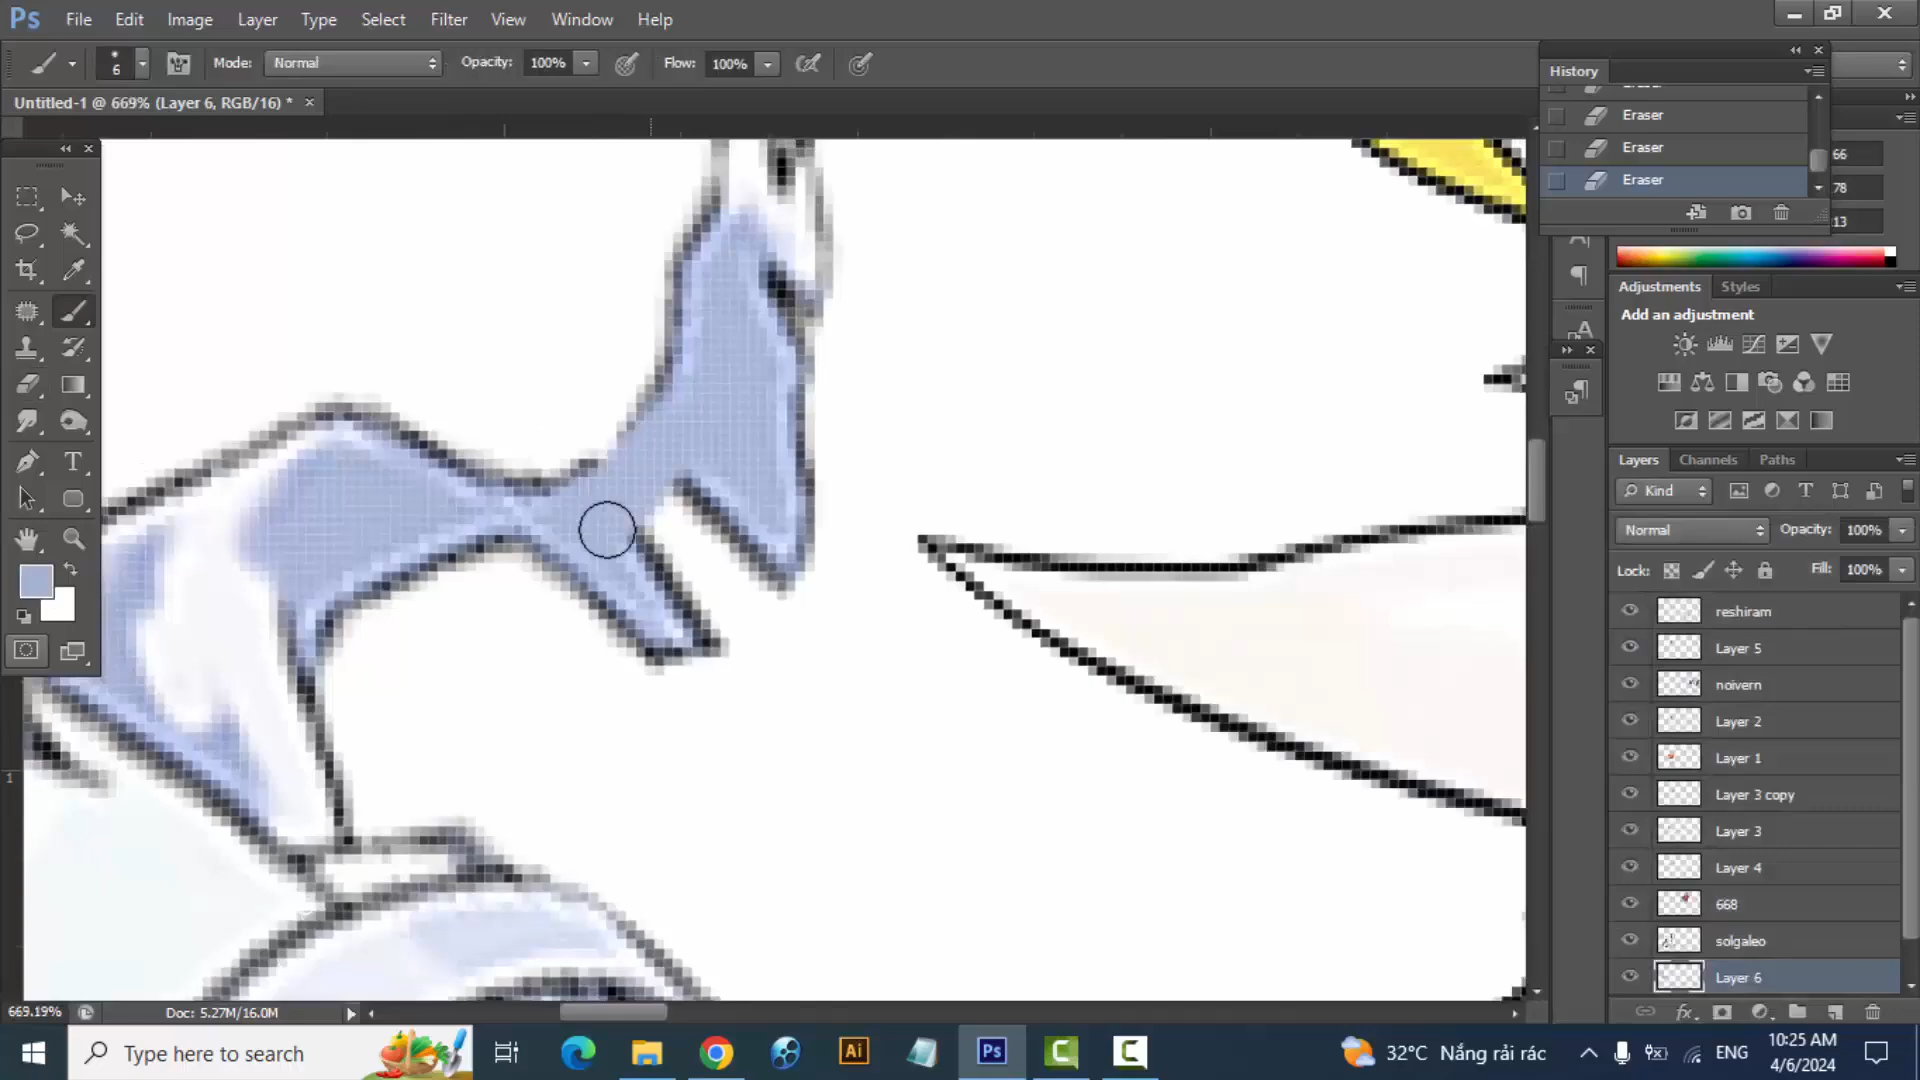 Ps File Edit Image Layer Type Select Filter View Window Help
6 Mode: Normal Opacity: 100% Flow: 100%
History
Untitled-1 @ 669% (Layer 6, RGB/16) * ×
Eraser
Eraser
Eraser
66
78
13
Adjustments Styles
Add an adjustment
Layers Channels Paths
Kind
Normal Opacity: 100%
Lock: Fill: 100%
reshiram
Layer 5
noivern
Layer 2
Layer 1
Layer 3 copy
Layer 3
Layer 4
668
solgaleo
Layer 6
1
669.19% Doc: 5.27M/16.0M
Type here to search
Ai Ps
32°C Nắng rải rác
ENG
10:25 AM
4/6/2024